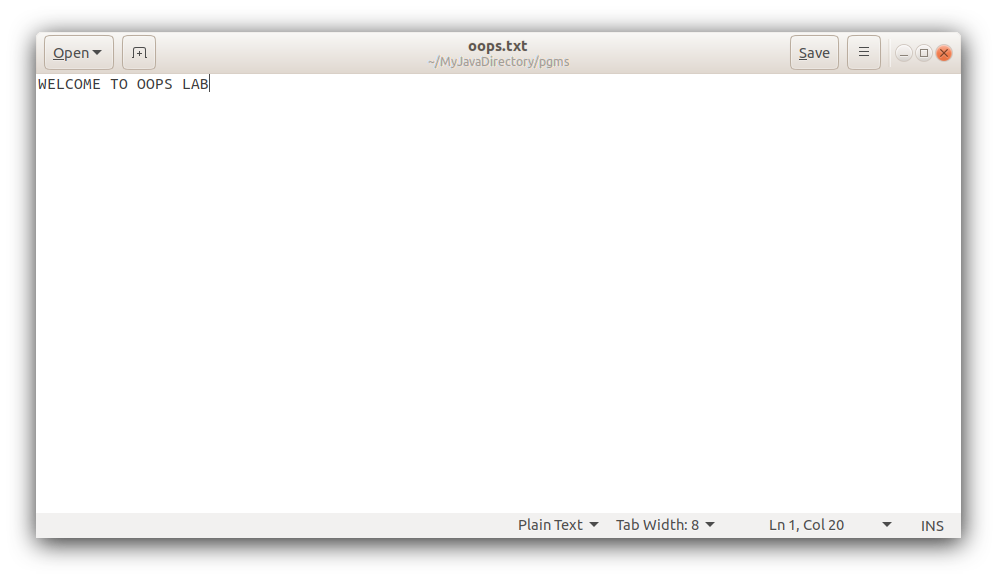 Open
oops.txt
~/MyJavaDirectory/pgms
Save
WELCOME TO OOPS LAB
Plain Text
Tab Width: 8
Ln 1, Col 20
INS